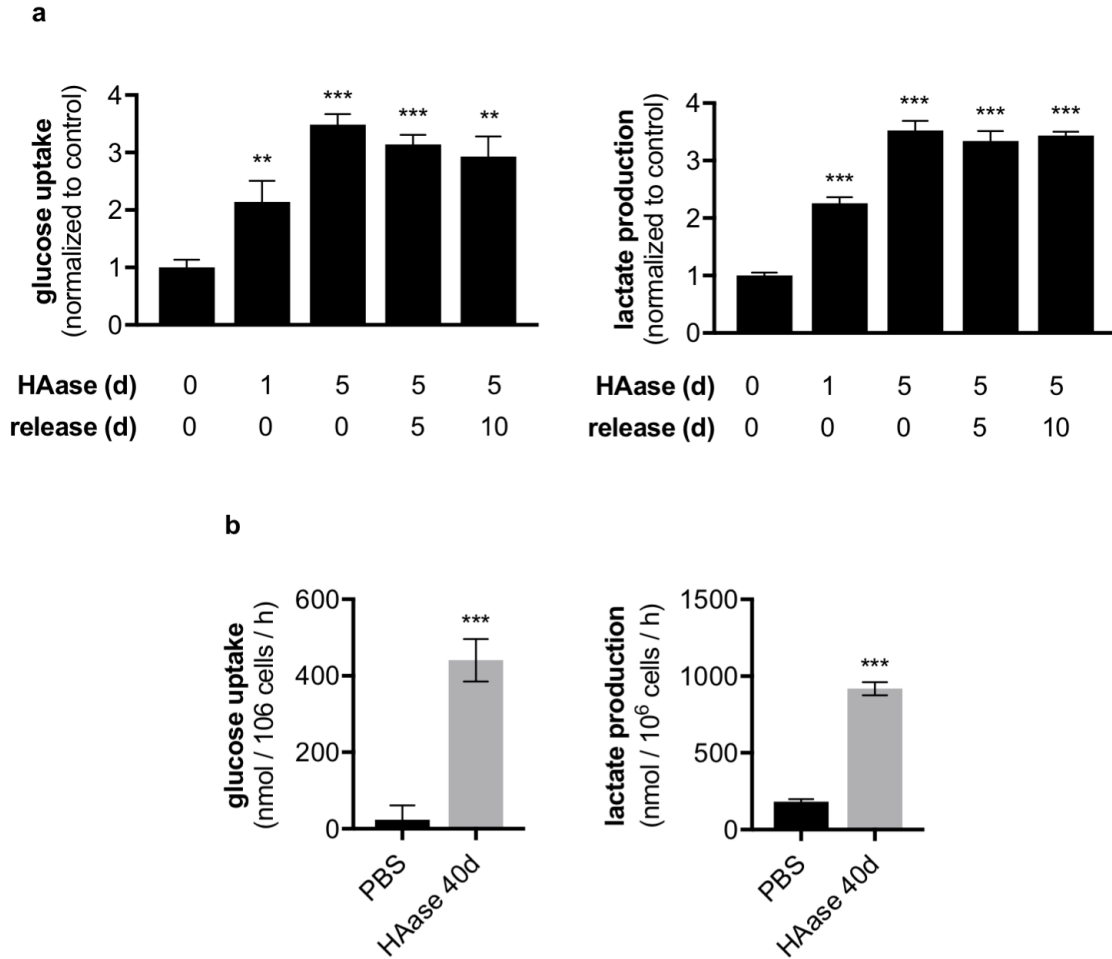 a
glucose uptake
(normalized to control)
4
3
2
1
0
**
***
***
**
HAase (d) 0 1 5 5 5
release (d) 0 0 0 5 10
lactate production
(normalized to control)
4
3
2
1
0
***
***
***
***
HAase (d) 0 1 5 5 5
release (d) 0 0 0 5 10
b
glucose uptake
(nmol / 106 cells / h)
600
400
200
0
***
PBS
HAase 40d
lactate production
(nmol / 10⁶ cells / h)
1500
1000
500
0
***
PBS
HAase 40d